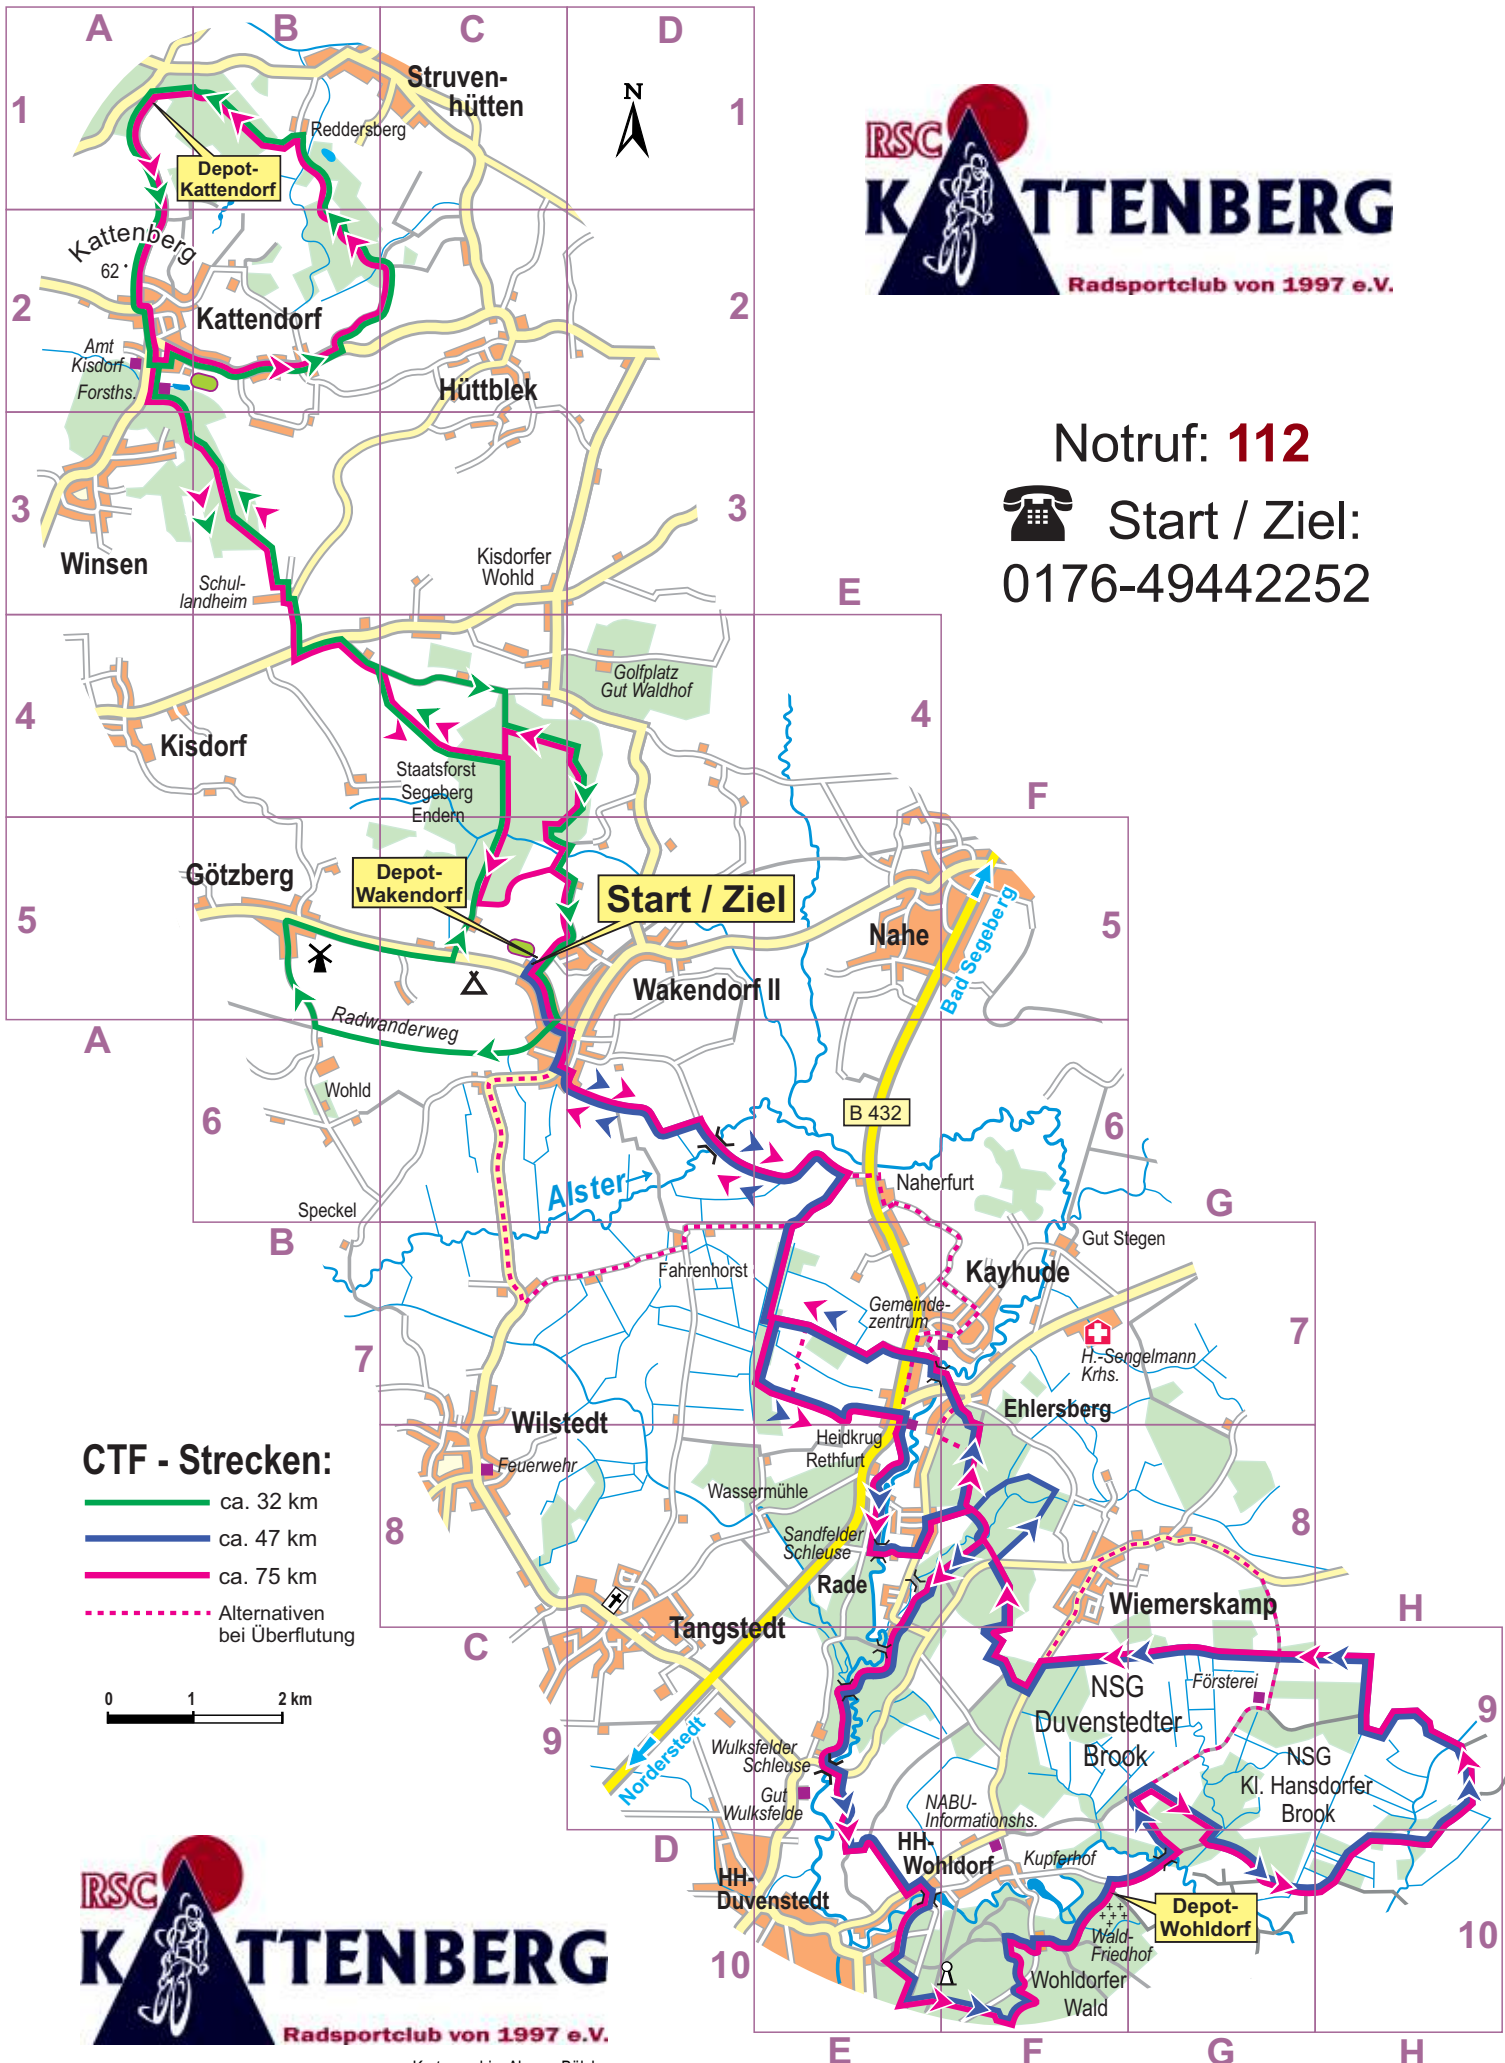 A
B
C
D
1
Struven-
hütten
N
1
Reddersberg
Depot-
Kattendorf
RSC
KATTENBERG
Radsportclub von 1997 e.V.
Kattenberg
62
2
Kattendorf
2
Amt
Kisdorf
Forsths.
Hüttblek
Notruf: 112
Start / Ziel:
0176-49442252
3
3
Winsen
Schul-
landheim
Kisdorfer
Wohld
E
Golfplatz
Gut Waldhof
4
4
Kisdorf
Staatsforst
Segeberg
Endern
F
Götzberg
Depot-
Wakendorf
Start / Ziel
5
5
Nahe
Bad Segeberg
Wakendorf II
Radwanderweg
A
Wohld
6
B 432
6
Alster
Naherfurt
Speckel
G
B
Gut Stegen
Fahrenhorst
Kayhude
Gemeinde-
zentrum
7
7
H.-Sengelmann
Krhs.
Ehlersberg
Wilstedt
Heidkrug
Rethfurt
CTF - Strecken:
Feuerwehr
Wassermühle
ca. 32 km
8
8
Sandfelder
Schleuse
ca. 47 km
ca. 75 km
Rade
Alternativen
bei Überflutung
Tangstedt
Wiemerskamp
H
C
0 1 2 km
NSG
Duvenstedter
Brook
Försterei
9
9
Norderstedt
Wulksfelder
Schleuse
Gut
Wulksfelde
NSG
Kl. Hansdorfer
Brook
NABU-
Informationshs.
D
HH-
Wohldorf
Kupferhof
HH-
Duvenstedt
Depot-
Wohldorf
Wald-
Friedhof
10
10
Wohldorfer
Wald
RSC
KATTENBERG
Radsportclub von 1997 e.V.
E
F
G
H